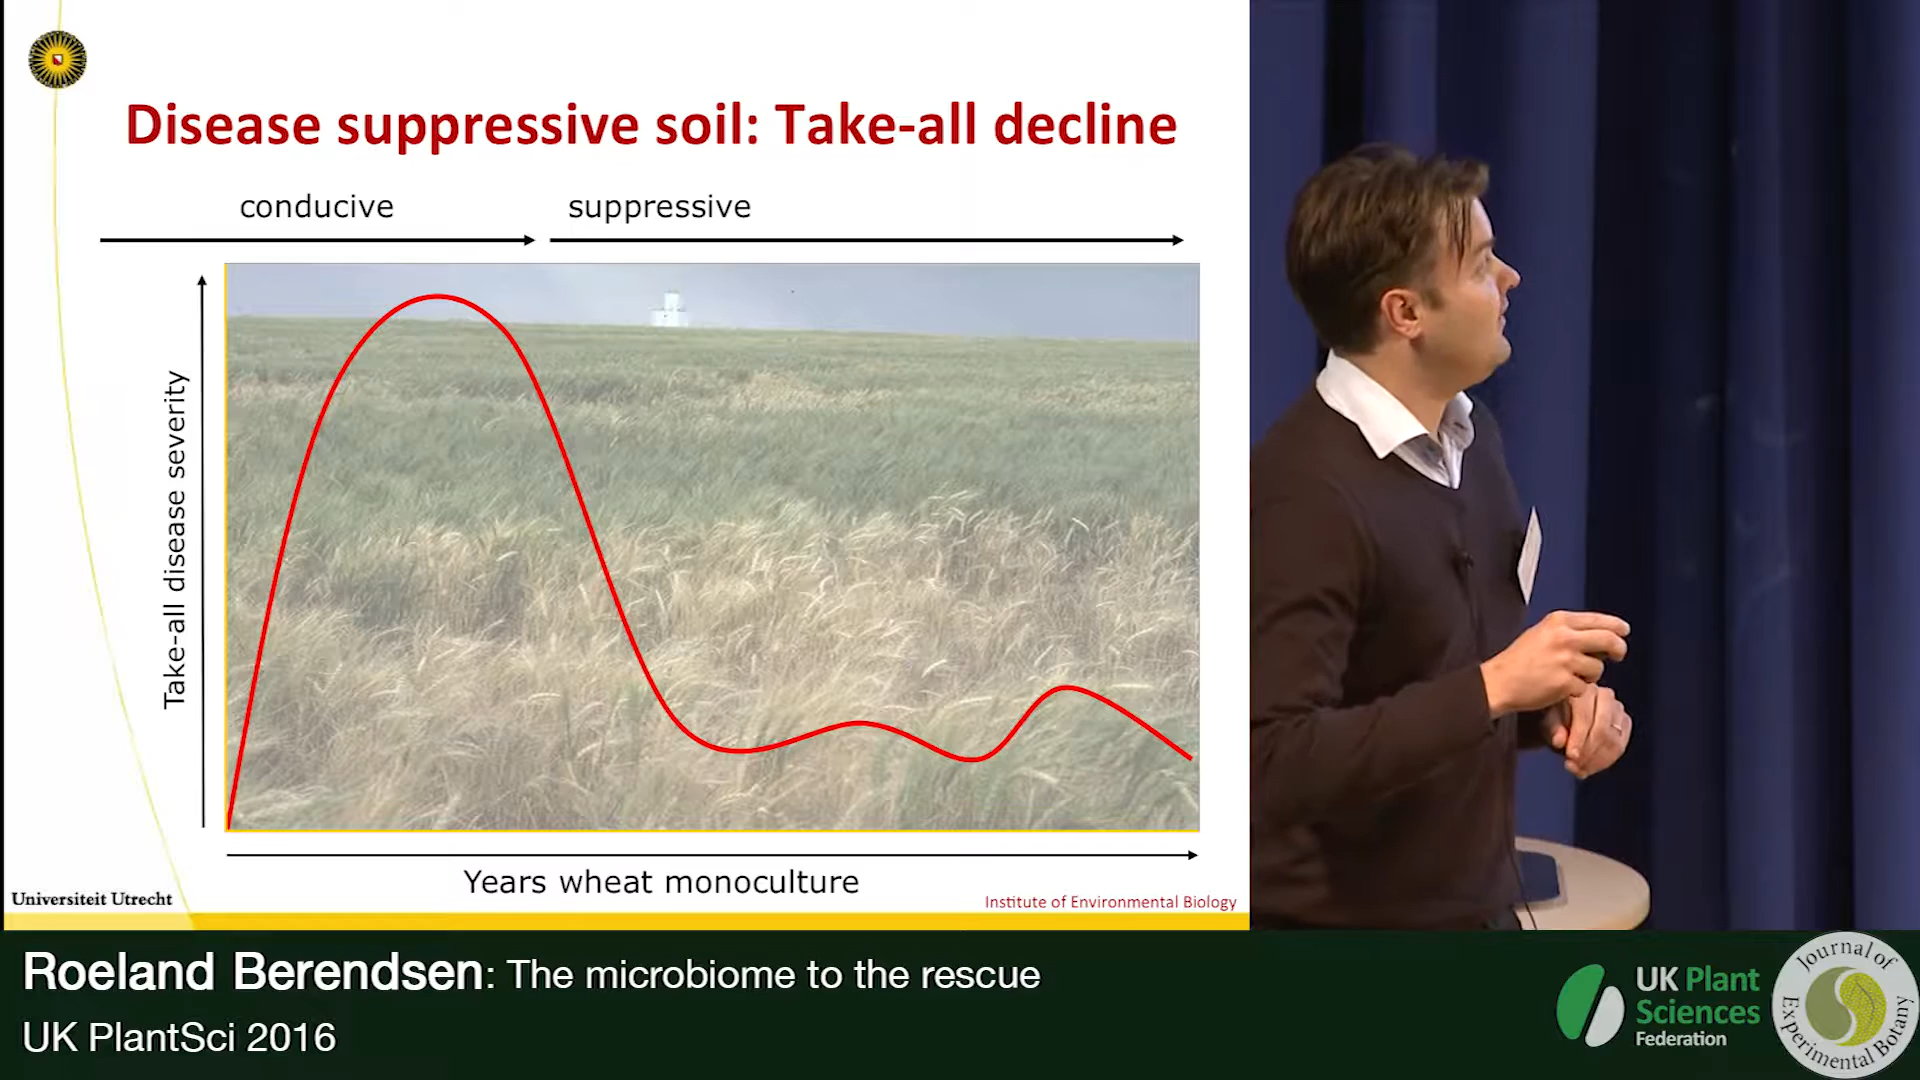 Disease suppressive soil: Take-all decline
conducive
suppressive
Take-all disease severity
Years wheat monoculture
Universiteit Utrecht
Institute of Environmental Biology
Roeland Berendsen: The microbiome to the rescue
UK PlantSci 2016
UK Plant
Sciences
Federation
Journal of
Experimental Botany